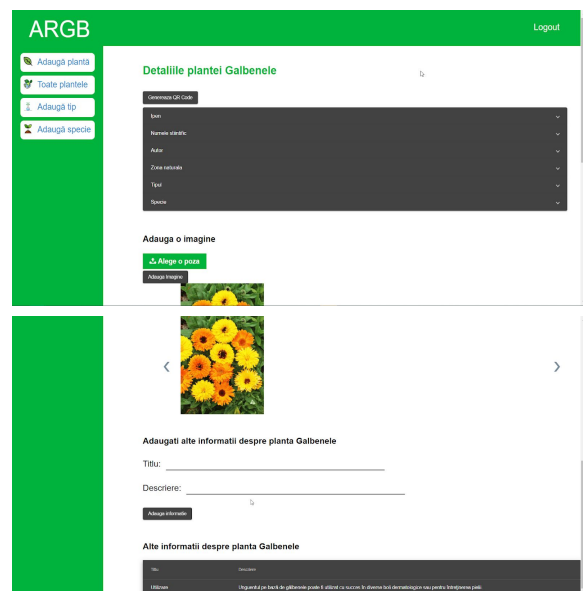 ARGB
Logout
Adaugă plantă
Toate plantele
Adaugă tip
Adaugă specie
Detaliile plantei Galbenele
Genereaza QR Code
Ipen
Numele stiintific
Autor
Zona naturala
Tipul
Specie
Adauga o imagine
Alege o poza
Adauga Imagine
Adaugati alte informatii despre planta Galbenele
Titlu:
Descriere:
Adauga informatie
Alte informatii despre planta Galbenele
Titlu Descriere
Utilizare Unguentul pe bază de gălbenele poate fi utilizat cu succes în diverse boli dermatologice sau pentru întreținerea pielii.